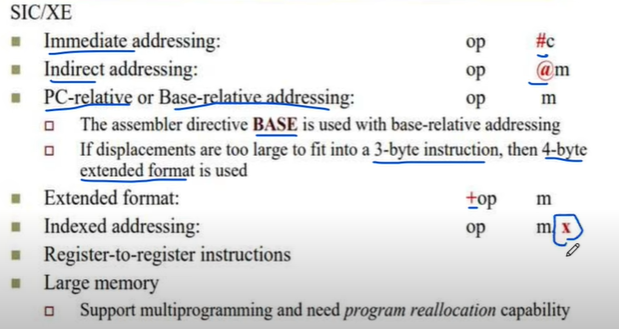 SIC/XE
Immediate addressing: op #c
Indirect addressing: op @m
PC-relative or Base-relative addressing: op m
The assembler directive BASE is used with base-relative addressing
If displacements are too large to fit into a 3-byte instruction, then 4-byte
extended format is used
Extended format: +op m
Indexed addressing: op m, x
Register-to-register instructions
Large memory
Support multiprogramming and need program reallocation capability